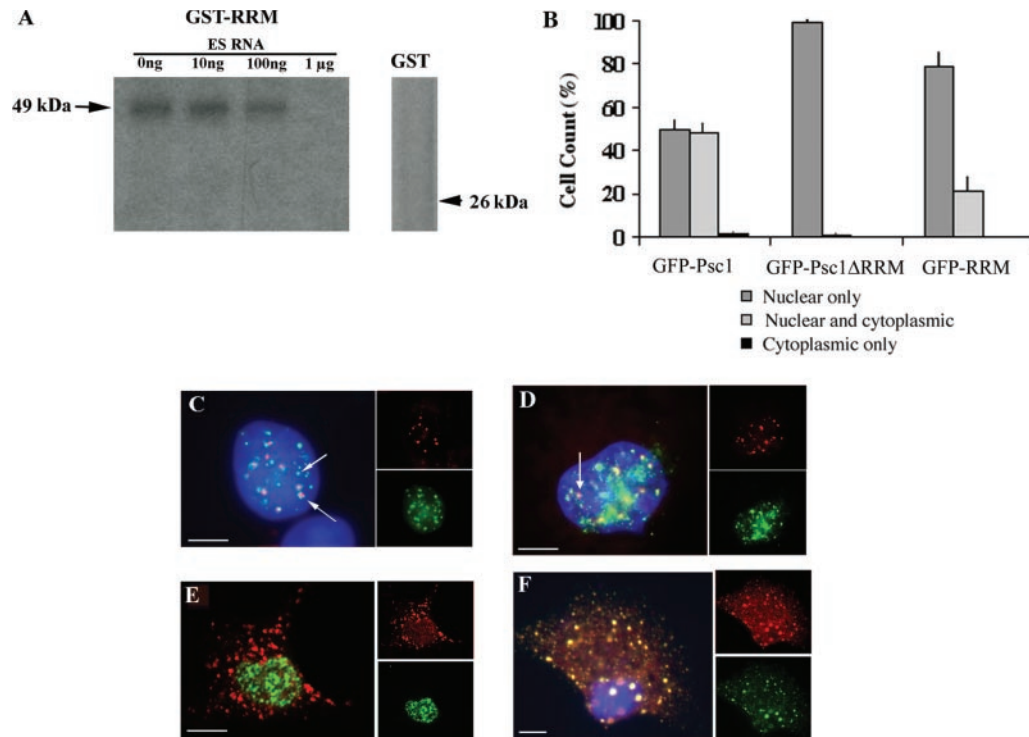 A
GST-RRM
ES RNA
0ng 10ng 100ng 1 µg
GST
49 kDa
26 kDa
B
100
80
60
40
20
0
Cell Count (%)
GFP-Psc1 GFP-Psc1ΔRRM GFP-RRM
Nuclear only
Nuclear and cytoplasmic
Cytoplasmic only
C
D
E
F